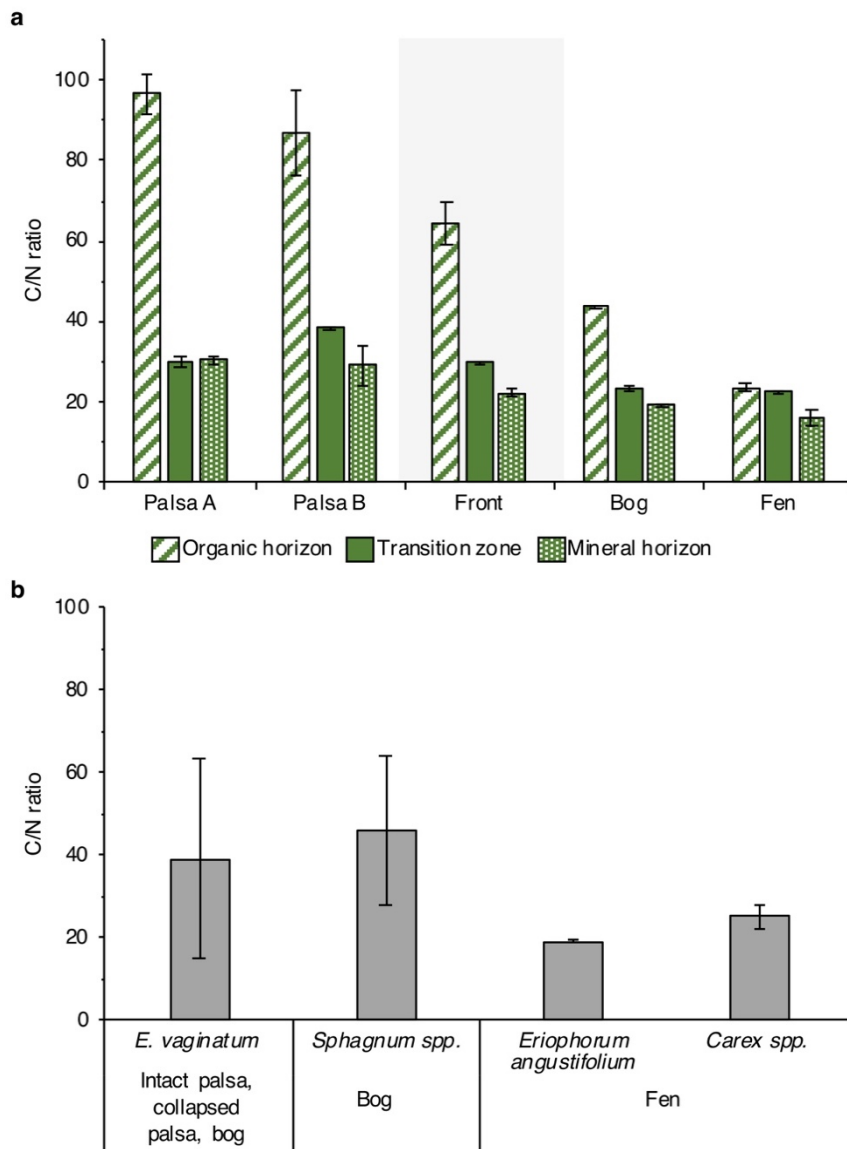 a
C/N ratio
100
80
60
40
20
0
Palsa A Palsa B Front Bog Fen
Organic horizon Transition zone Mineral horizon
b
C/N ratio
100
80
60
40
20
0
E. vaginatum Sphagnum spp. Eriophorum Carex spp.
angustifolium
Intact palsa,
collapsed Bog Fen
palsa, bog